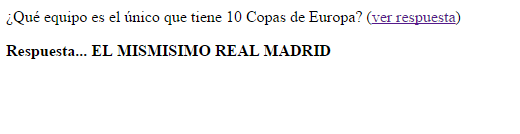 ¿Qué equipo es el único que tiene 10 Copas de Europa? (ver respuesta)
Respuesta... EL MISMISIMO REAL MADRID